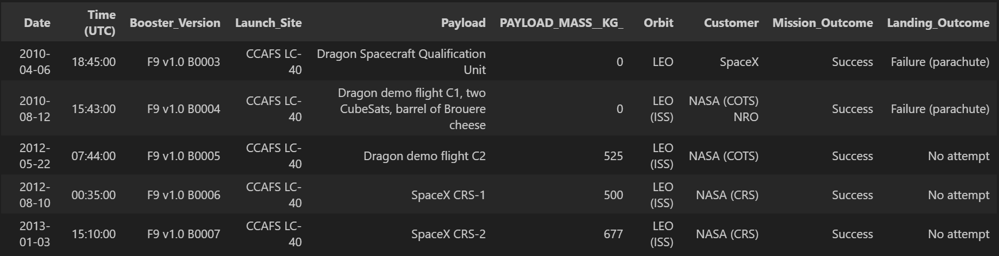 Date Time (UTC) Booster_Version Launch_Site Payload PAYLOAD_MASS__KG_ Orbit Customer Mission_Outcome Landing_Outcome
2010-04-06 18:45:00 F9 v1.0 B0003 CCAFS LC-40 Dragon Spacecraft Qualification Unit 0 LEO SpaceX Success Failure (parachute)
2010-08-12 15:43:00 F9 v1.0 B0004 CCAFS LC-40 Dragon demo flight C1, two CubeSats, barrel of Brouere cheese 0 LEO (ISS) NASA (COTS) NRO Success Failure (parachute)
2012-05-22 07:44:00 F9 v1.0 B0005 CCAFS LC-40 Dragon demo flight C2 525 LEO (ISS) NASA (COTS) Success No attempt
2012-08-10 00:35:00 F9 v1.0 B0006 CCAFS LC-40 SpaceX CRS-1 500 LEO (ISS) NASA (CRS) Success No attempt
2013-01-03 15:10:00 F9 v1.0 B0007 CCAFS LC-40 SpaceX CRS-2 677 LEO (ISS) NASA (CRS) Success No attempt